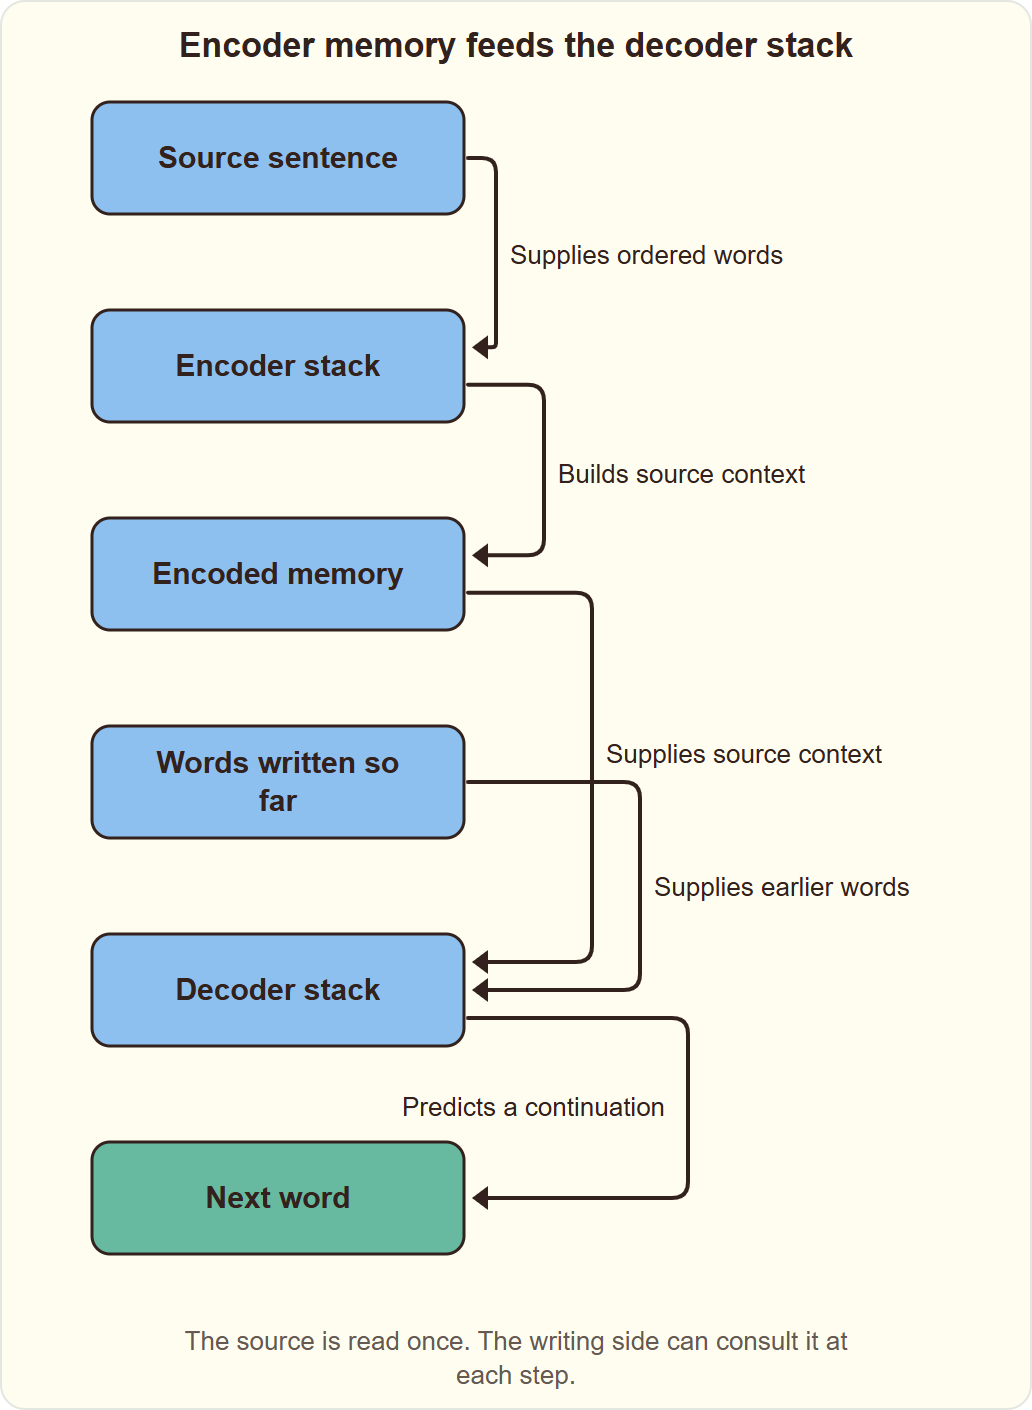 Encoder memory feeds the decoder stack
Source sentence
Supplies ordered words
Encoder stack
Builds source context
Encoded memory
Supplies source context
Words written so
far
Supplies earlier words
Decoder stack
Predicts a continuation
Next word
The source is read once. The writing side can consult it at
each step.